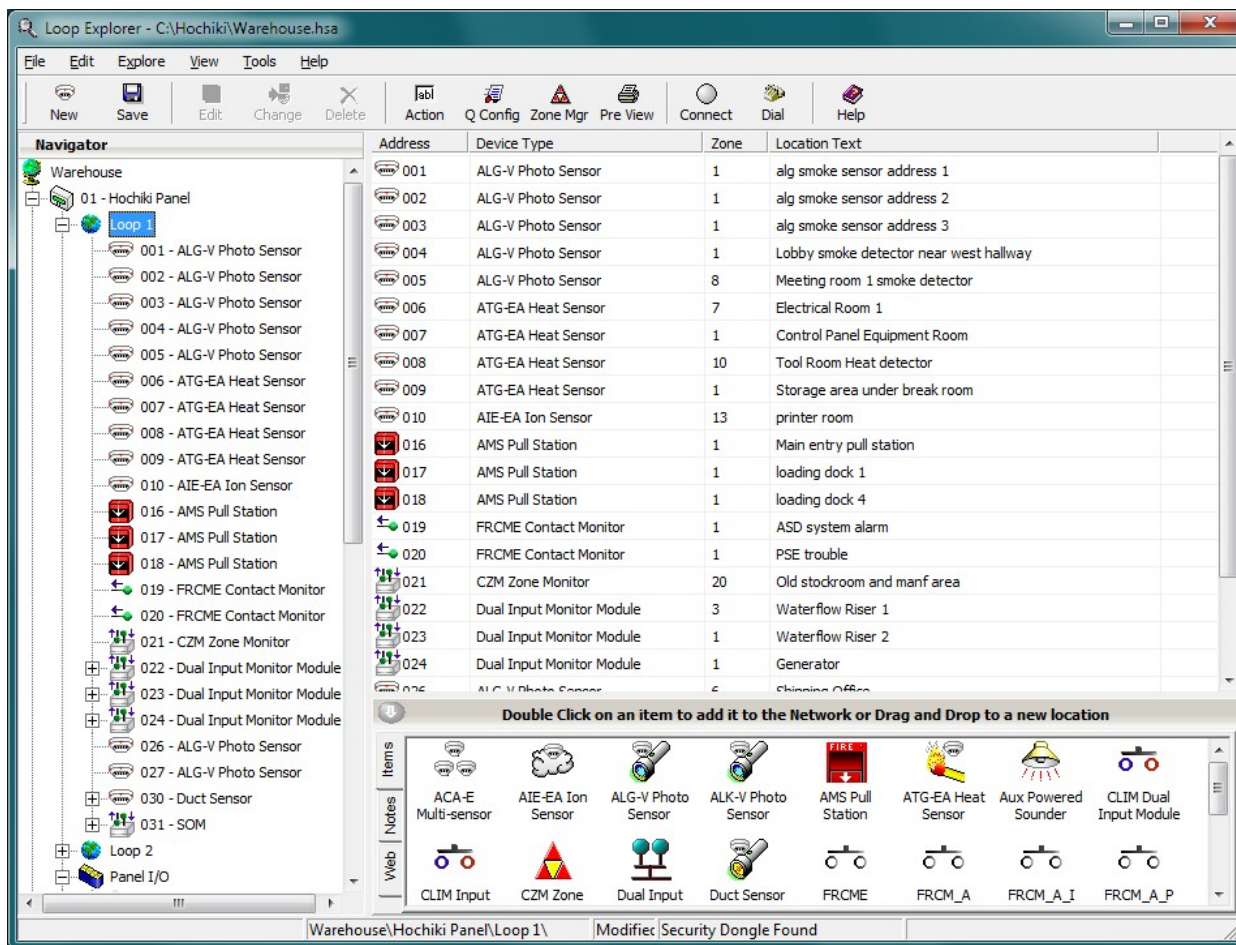 Loop Explorer - C:\Hochiki\Warehouse.hsa
File Edit Explore View Tools Help
New Save Edit Change Delete Action Q Config Zone Mgr Pre View Connect Dial Help
Navigator
Warehouse
01 - Hochiki Panel
Loop 1
001 - ALG-V Photo Sensor
002 - ALG-V Photo Sensor
003 - ALG-V Photo Sensor
004 - ALG-V Photo Sensor
005 - ALG-V Photo Sensor
006 - ATG-EA Heat Sensor
007 - ATG-EA Heat Sensor
008 - ATG-EA Heat Sensor
009 - ATG-EA Heat Sensor
010 - AIE-EA Ion Sensor
016 - AMS Pull Station
017 - AMS Pull Station
018 - AMS Pull Station
019 - FRCME Contact Monitor
020 - FRCME Contact Monitor
021 - CZM Zone Monitor
022 - Dual Input Monitor Module
023 - Dual Input Monitor Module
024 - Dual Input Monitor Module
026 - ALG-V Photo Sensor
027 - ALG-V Photo Sensor
030 - Duct Sensor
031 - SOM
Loop 2
Panel I/O
Address Device Type Zone Location Text
001 ALG-V Photo Sensor 1 alg smoke sensor address 1
002 ALG-V Photo Sensor 1 alg smoke sensor address 2
003 ALG-V Photo Sensor 1 alg smoke sensor address 3
004 ALG-V Photo Sensor 1 Lobby smoke detector near west hallway
005 ALG-V Photo Sensor 8 Meeting room 1 smoke detector
006 ATG-EA Heat Sensor 7 Electrical Room 1
007 ATG-EA Heat Sensor 1 Control Panel Equipment Room
008 ATG-EA Heat Sensor 10 Tool Room Heat detector
009 ATG-EA Heat Sensor 1 Storage area under break room
010 AIE-EA Ion Sensor 13 printer room
016 AMS Pull Station 1 Main entry pull station
017 AMS Pull Station 1 loading dock 1
018 AMS Pull Station 1 loading dock 4
019 FRCME Contact Monitor 1 ASD system alarm
020 FRCME Contact Monitor 1 PSE trouble
021 CZM Zone Monitor 20 Old stockroom and manf area
022 Dual Input Monitor Module 3 Waterflow Riser 1
023 Dual Input Monitor Module 1 Waterflow Riser 2
024 Dual Input Monitor Module 1 Generator
026 ALG-V Photo Sensor 6 Shipping Office
Double Click on an item to add it to the Network or Drag and Drop to a new location
Items
Notes
Web
FIRE
ACA-E AIE-EA Ion ALG-V Photo ALK-V Photo AMS Pull ATG-EA Heat Aux Powered CLIM Dual
Multi-sensor Sensor Sensor Sensor Station Sensor Sounder Input Module
CLIM Input CZM Zone Dual Input Duct Sensor FRCME FRCM_A FRCM_A_I FRCM_A_P
Warehouse\Hochiki Panel\Loop 1\ Modified Security Dongle Found